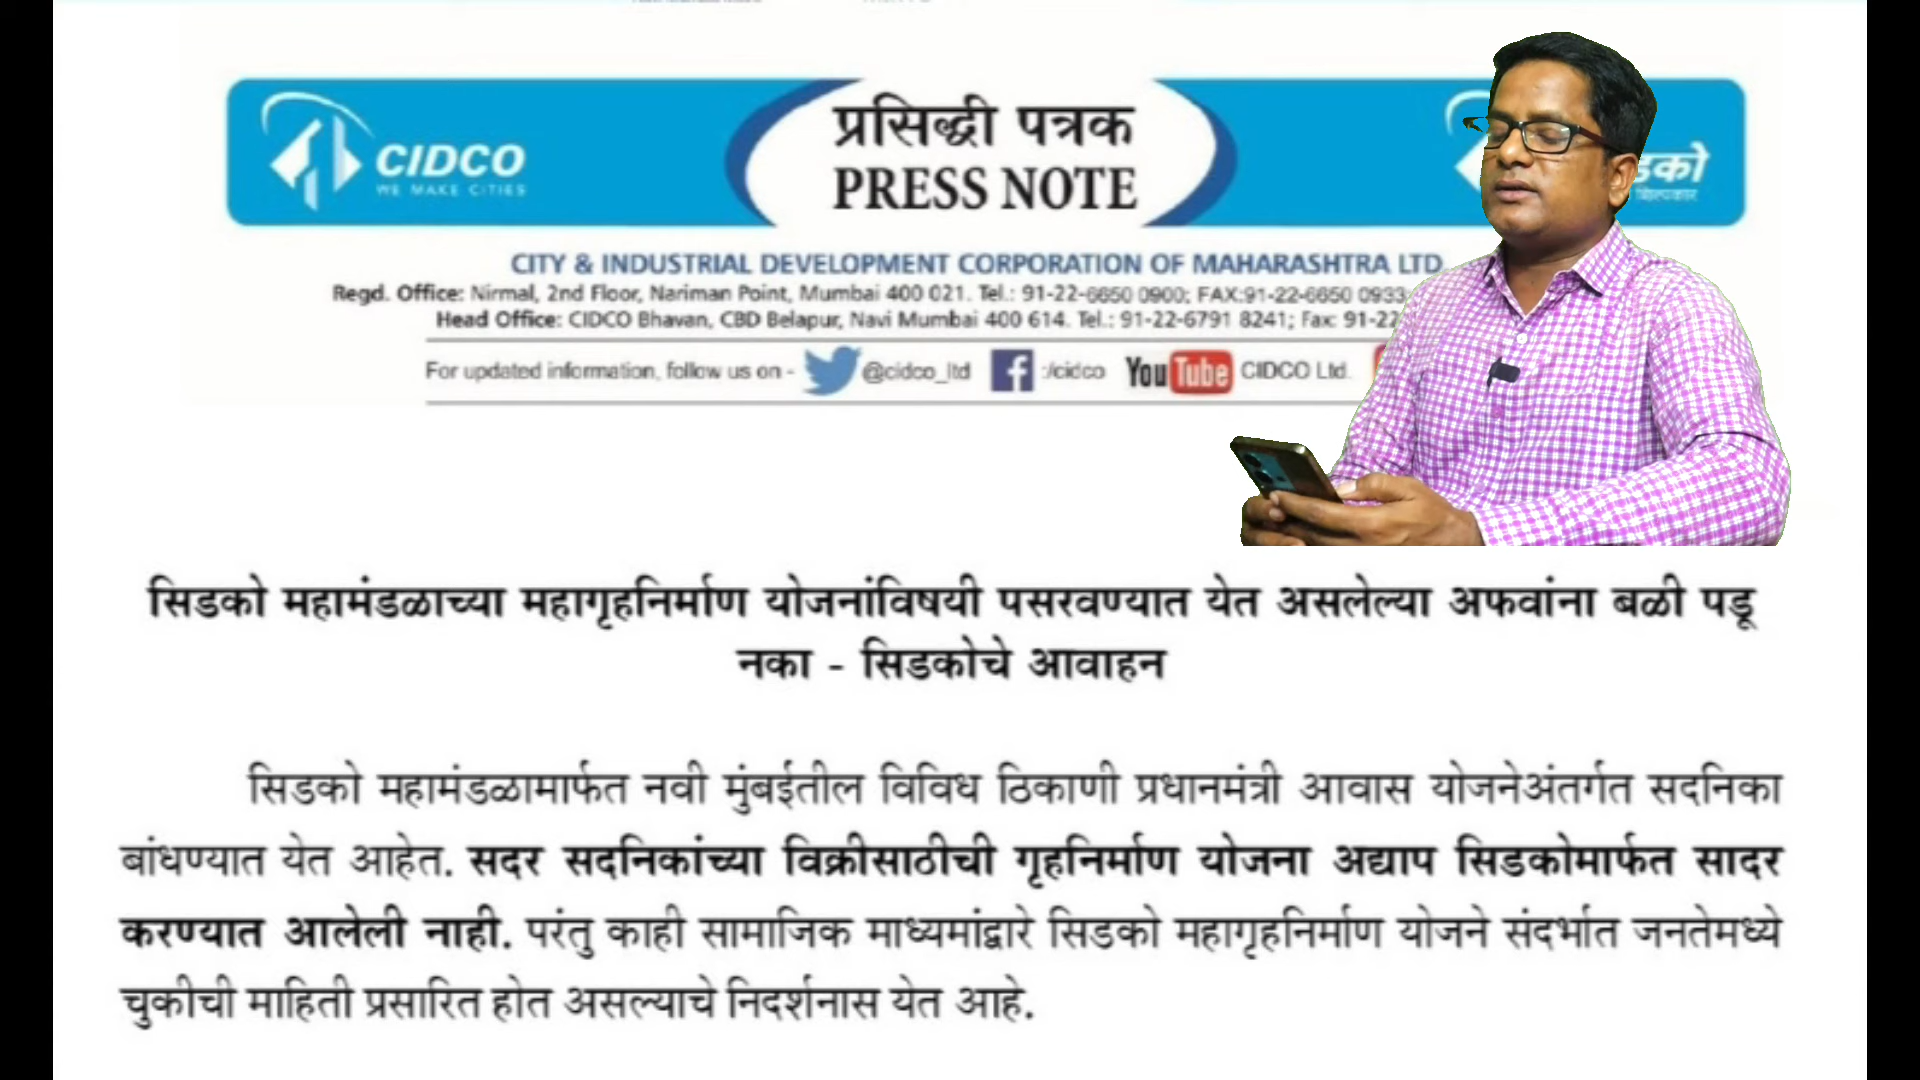 प्रसिद्धी पत्रक
CIDCO
WE MAKE CITIES
PRESS NOTE
CITY & INDUSTRIAL DEVELOPMENT CORPORATION OF MAHARASHTRA LTD
Regd. Office: Nirmal, 2nd Floor, Nariman Point, Mumbai 400 021. Tel.: 91-22-6650 0900; FAX:91-22-6650 0933
Head Office: CIDCO Bhavan, CBD Belapur, Navi Mumbai 400 614. Tel.: 91-22-6791 8241; Fax: 91-22
For updated information, follow us on - @cidco_ltd :/cidco YouTube CIDCO Ltd.
सिडको महामंडळाच्या महागृहनिर्माण योजनांविषयी पसरवण्यात येत असलेल्या अफवांना बळी पडू
नका - सिडकोचे आवाहन
सिडको महामंडळामार्फत नवी मुंबईतील विविध ठिकाणी प्रधानमंत्री आवास योजनेअंतर्गत सदनिका
बांधण्यात येत आहेत. सदर सदनिकांच्या विक्रीसाठीची गृहनिर्माण योजना अद्याप सिडकोमार्फत सादर
करण्यात आलेली नाही. परंतु काही सामाजिक माध्यमांद्वारे सिडको महागृहनिर्माण योजने संदर्भात जनतेमध्ये
चुकीची माहिती प्रसारित होत असल्याचे निदर्शनास येत आहे.